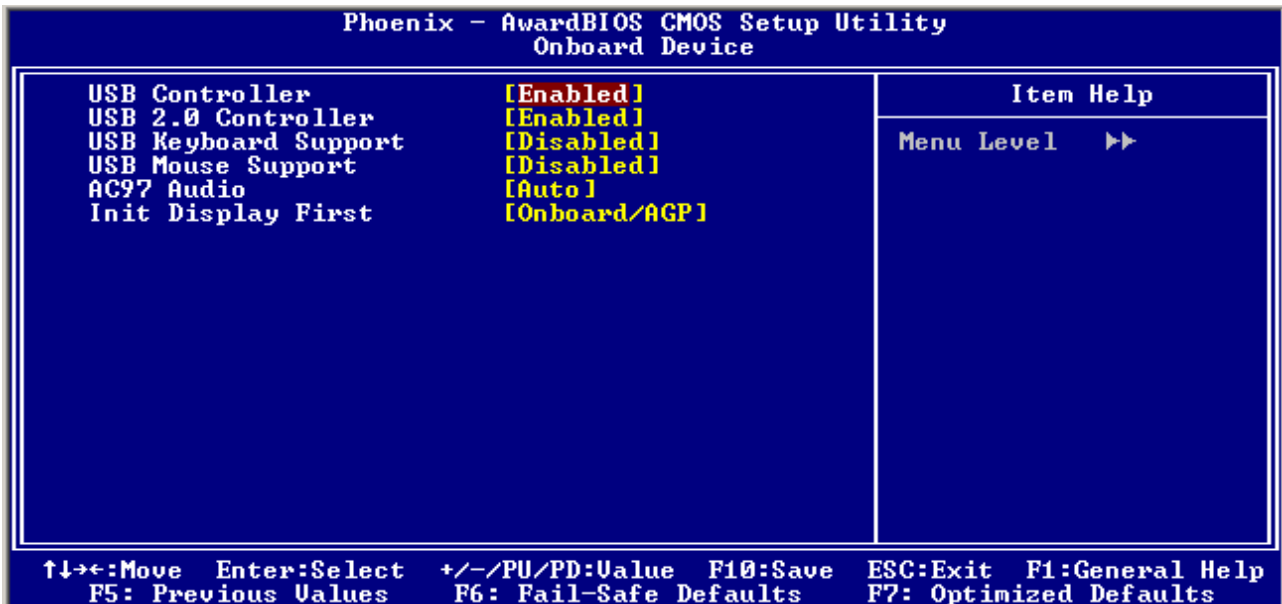 Phoenix - AwardBIOS CMOS Setup Utility
Onboard Device
USB Controller [Enabled]
USB 2.0 Controller [Enabled]
USB Keyboard Support [Disabled]
USB Mouse Support [Disabled]
AC97 Audio [Auto]
Init Display First [Onboard/AGP]
Item Help
Menu Level ▸▸
↑↓→←:Move Enter:Select +/-/PU/PD:Value F10:Save ESC:Exit F1:General Help
F5: Previous Values F6: Fail-Safe Defaults F7: Optimized Defaults